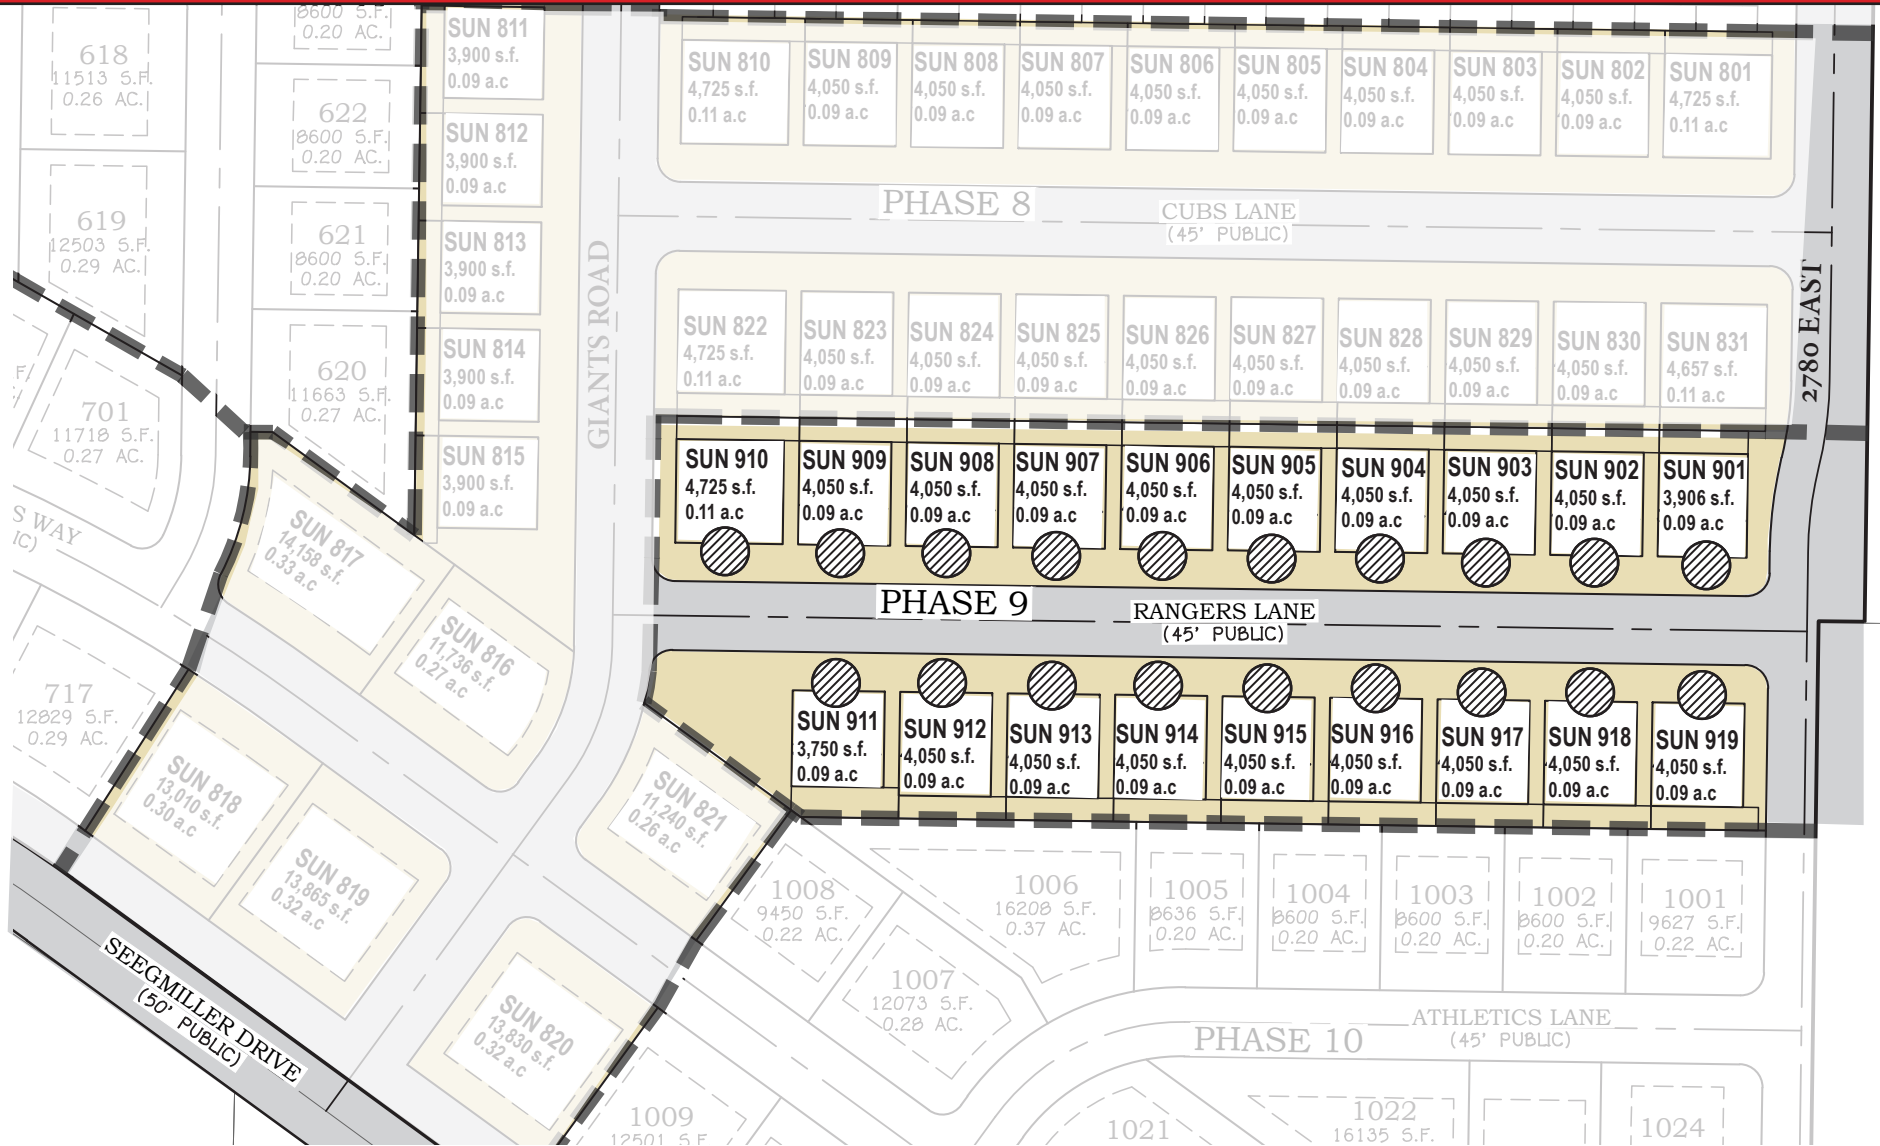 618
11513 S.F.
0.26 AC.
8600 S.F.
0.20 AC.
622
8600 S.F.
0.20 AC.
619
12503 S.F.
0.29 AC.
621
8600 S.F.
0.20 AC.
620
11663 S.F.
0.27 AC.
701
11718 S.F.
0.27 AC.
S WAY
IC)
717
12829 S.F.
0.29 AC.
SUN 811
3,900 s.f.
0.09 a.c
SUN 812
3,900 s.f.
0.09 a.c
SUN 813
3,900 s.f.
0.09 a.c
SUN 814
3,900 s.f.
0.09 a.c
SUN 815
3,900 s.f.
0.09 a.c
GIANTS ROAD
SUN 810
4,725 s.f.
0.11 a.c
SUN 809
4,050 s.f.
0.09 a.c
SUN 808
4,050 s.f.
0.09 a.c
SUN 807
4,050 s.f.
0.09 a.c
SUN 806
4,050 s.f.
0.09 a.c
SUN 805
4,050 s.f.
0.09 a.c
SUN 804
4,050 s.f.
0.09 a.c
SUN 803
4,050 s.f.
0.09 a.c
SUN 802
4,050 s.f.
0.09 a.c
SUN 801
4,725 s.f.
0.11 a.c
PHASE 8
CUBS LANE
(45' PUBLIC)
2780 EAST
SUN 822
4,725 s.f.
0.11 a.c
SUN 823
4,050 s.f.
0.09 a.c
SUN 824
4,050 s.f.
0.09 a.c
SUN 825
4,050 s.f.
0.09 a.c
SUN 826
4,050 s.f.
0.09 a.c
SUN 827
4,050 s.f.
0.09 a.c
SUN 828
4,050 s.f.
0.09 a.c
SUN 829
4,050 s.f.
0.09 a.c
SUN 830
4,050 s.f.
0.09 a.c
SUN 831
4,657 s.f.
0.11 a.c
SUN 910
4,725 s.f.
0.11 a.c
SUN 909
4,050 s.f.
0.09 a.c
SUN 908
4,050 s.f.
0.09 a.c
SUN 907
4,050 s.f.
0.09 a.c
SUN 906
4,050 s.f.
0.09 a.c
SUN 905
4,050 s.f.
0.09 a.c
SUN 904
4,050 s.f.
0.09 a.c
SUN 903
4,050 s.f.
0.09 a.c
SUN 902
4,050 s.f.
0.09 a.c
SUN 901
3,906 s.f.
0.09 a.c
PHASE 9
RANGERS LANE
(45' PUBLIC)
SUN 911
3,750 s.f.
0.09 a.c
SUN 912
4,050 s.f.
0.09 a.c
SUN 913
4,050 s.f.
0.09 a.c
SUN 914
4,050 s.f.
0.09 a.c
SUN 915
4,050 s.f.
0.09 a.c
SUN 916
4,050 s.f.
0.09 a.c
SUN 917
4,050 s.f.
0.09 a.c
SUN 918
4,050 s.f.
0.09 a.c
SUN 919
4,050 s.f.
0.09 a.c
SUN 817
14,158 s.f.
0.33 a.c
SUN 816
11,736 s.f.
0.27 a.c
SUN 818
13,010 s.f.
0.30 a.c
SUN 819
13,865 s.f.
0.32 a.c
SUN 821
11,240 s.f.
0.26 a.c
SUN 820
13,830 s.f.
0.32 a.c
SEEGMILLER DRIVE
(50' PUBLIC)
1008
9450 S.F.
0.22 AC.
1006
16208 S.F.
0.37 AC.
1005
8636 S.F.
0.20 AC.
1004
8600 S.F.
0.20 AC.
1003
8600 S.F.
0.20 AC.
1002
8600 S.F.
0.20 AC.
1001
9627 S.F.
0.22 AC.
1007
12073 S.F.
0.28 AC.
PHASE 10
ATHLETICS LANE
(45' PUBLIC)
1009
12501 S.F.
1021
1022
16135 S.F.
1024